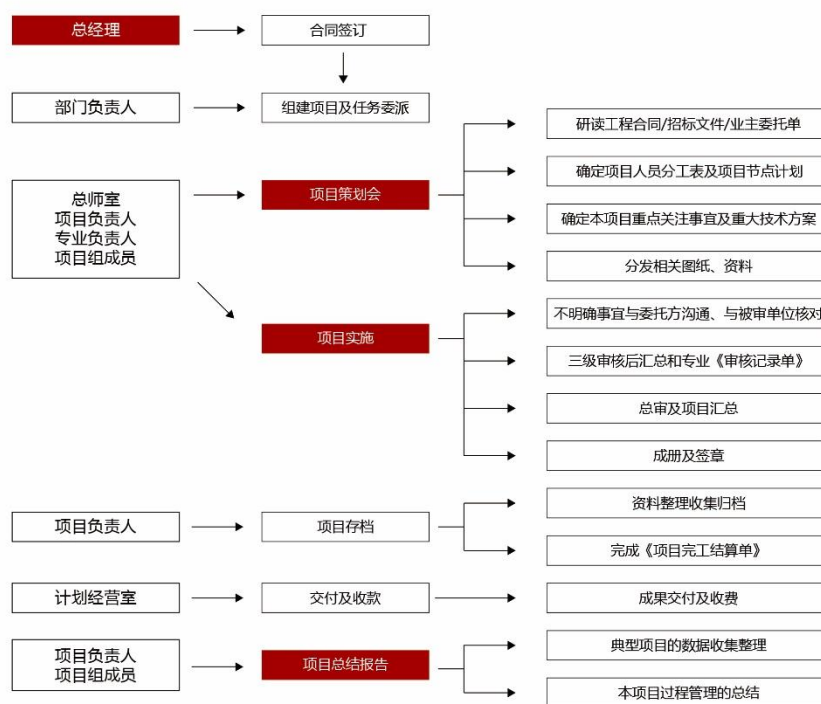 总经理
合同签订
部门负责人
组建项目及任务委派
研读工程合同/招标文件/业主委托单
确定项目人员分工表及项目节点计划
总师室
项目负责人
专业负责人
项目组成员
项目策划会
确定本项目重点关注事宜及重大技术方案
分发相关图纸、资料
不明确事宜与委托方沟通、与被审单位核对
项目实施
三级审核后汇总和专业《审核记录单》
总审及项目汇总
成册及签章
项目负责人
项目存档
资料整理收集归档
完成《项目完工结算单》
计划经营室
交付及收款
成果交付及收费
项目负责人
项目组成员
项目总结报告
典型项目的数据收集整理
本项目过程管理的总结